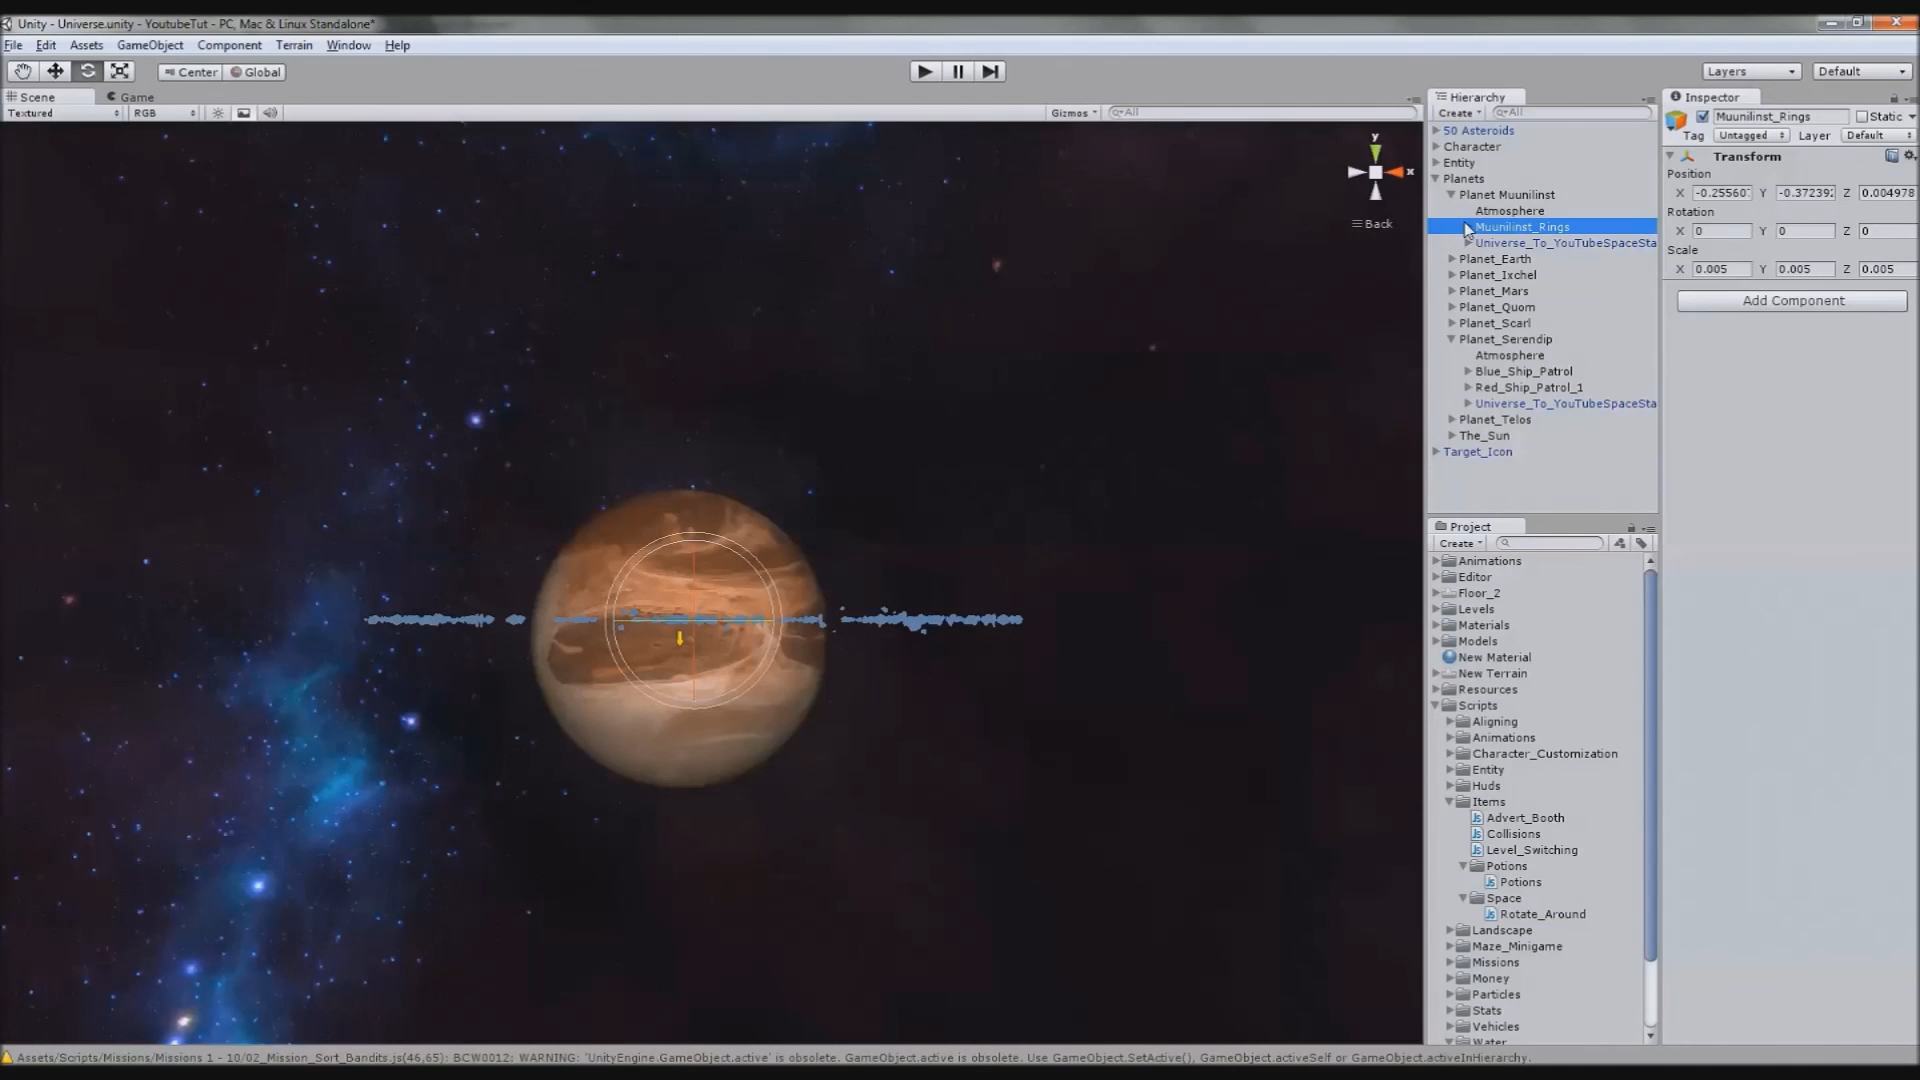 Unity - Universe.unity - YoutubeTut - PC, Mac & Linux Standalone*
File Edit Assets GameObject Component Terrain Window Help
Center Global Layers Default
Scene Game
Textured RGB Gizmos All
y
x
Back
Hierarchy
Create All
50 Asteroids
Character
Entity
Planets
Planet Muunilinst
Atmosphere
Muunilinst_Rings
Universe_To_YouTubeSpaceSta
Planet_Earth
Planet_Ixchel
Planet_Mars
Planet_Quom
Planet_Scarl
Planet_Serendip
Atmosphere
Blue_Ship_Patrol
Red_Ship_Patrol_1
Universe_To_YouTubeSpaceSta
Planet_Telos
The_Sun
Target_Icon
Project
Create
Animations
Editor
Floor_2
Levels
Materials
Models
New Material
New Terrain
Resources
Scripts
Aligning
Animations
Character_Customization
Entity
Huds
Items
Advert_Booth
Collisions
Level_Switching
Potions
Potions
Space
Rotate_Around
Landscape
Maze_Minigame
Missions
Money
Particles
Stats
Vehicles
Water
Inspector
Muunilinst_Rings Static
Tag Untagged Layer Default
Transform
Position
X -0.25560 Y -0.372392 Z 0.004978
Rotation
X 0 Y 0 Z 0
Scale
X 0.005 Y 0.005 Z 0.005
Add Component
Assets/Scripts/Missions/Missions 1 - 10/02_Mission_Sort_Bandits.js(46,65): BCW0012: WARNING: 'UnityEngine.GameObject.active' is obsolete. GameObject.active is obsolete. Use GameObject.SetActive(), GameObject.activeSelf or GameObject.activeInHierarchy.